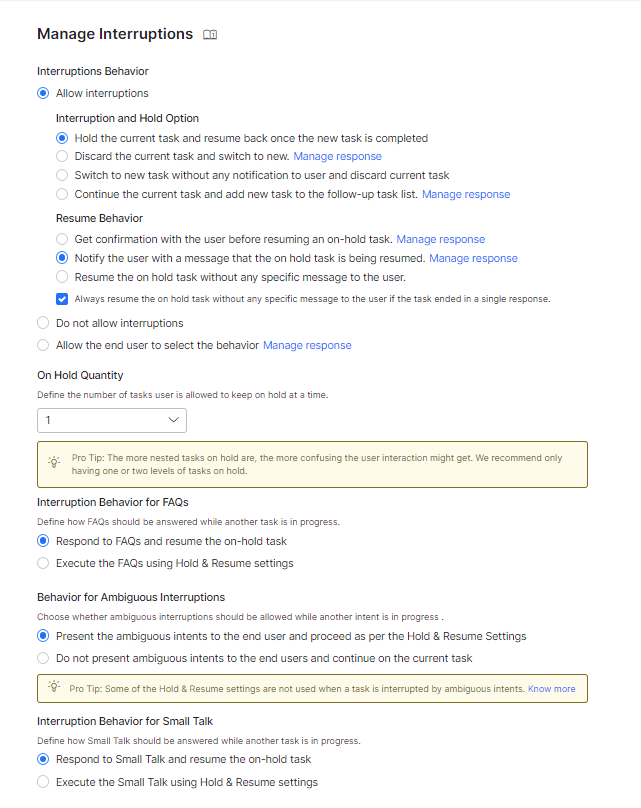 Manage Interruptions
Interruptions Behavior
Allow interruptions
Interruption and Hold Option
Hold the current task and resume back once the new task is completed
Discard the current task and switch to new. Manage response
Switch to new task without any notification to user and discard current task
Continue the current task and add new task to the follow-up task list. Manage response
Resume Behavior
Get confirmation with the user before resuming an on-hold task. Manage response
Notify the user with a message that the on hold task is being resumed. Manage response
Resume the on hold task without any specific message to the user.
Always resume the on hold task without any specific message to the user if the task ended in a single response.
Do not allow interruptions
Allow the end user to select the behavior Manage response
On Hold Quantity
Define the number of tasks user is allowed to keep on hold at a time.
1
Pro Tip: The more nested tasks on hold are, the more confusing the user interaction might get. We recommend only
having one or two levels of tasks on hold.
Interruption Behavior for FAQs
Define how FAQs should be answered while another task is in progress.
Respond to FAQs and resume the on-hold task
Execute the FAQs using Hold & Resume settings
Behavior for Ambiguous Interruptions
Choose whether ambiguous interruptions should be allowed while another intent is in progress .
Present the ambiguous intents to the end user and proceed as per the Hold & Resume Settings
Do not present ambiguous intents to the end users and continue on the current task
Pro Tip: Some of the Hold & Resume settings are not used when a task is interrupted by ambiguous intents. Know more
Interruption Behavior for Small Talk
Define how Small Talk should be answered while another task is in progress.
Respond to Small Talk and resume the on-hold task
Execute the Small Talk using Hold & Resume settings